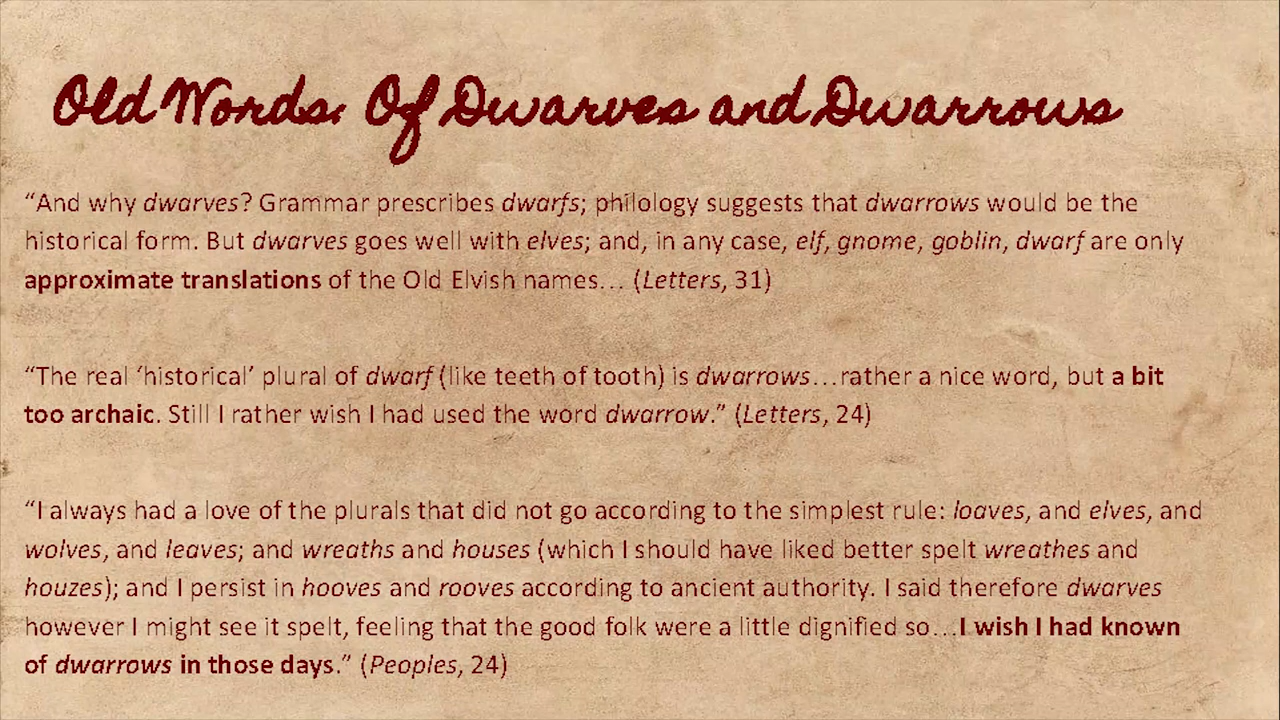 Old Words: Of Dwarves and Dwarrows
“And why dwarves? Grammar prescribes dwarfs; philology suggests that dwarrows would be the
historical form. But dwarves goes well with elves; and, in any case, elf, gnome, goblin, dwarf are only
approximate translations of the Old Elvish names… (Letters, 31)
“The real ‘historical’ plural of dwarf (like teeth of tooth) is dwarrows…rather a nice word, but a bit
too archaic. Still I rather wish I had used the word dwarrow.” (Letters, 24)
“I always had a love of the plurals that did not go according to the simplest rule: loaves, and elves, and
wolves, and leaves; and wreaths and houses (which I should have liked better spelt wreathes and
houzes); and I persist in hooves and rooves according to ancient authority. I said therefore dwarves
however I might see it spelt, feeling that the good folk were a little dignified so…I wish I had known
of dwarrows in those days.” (Peoples, 24)